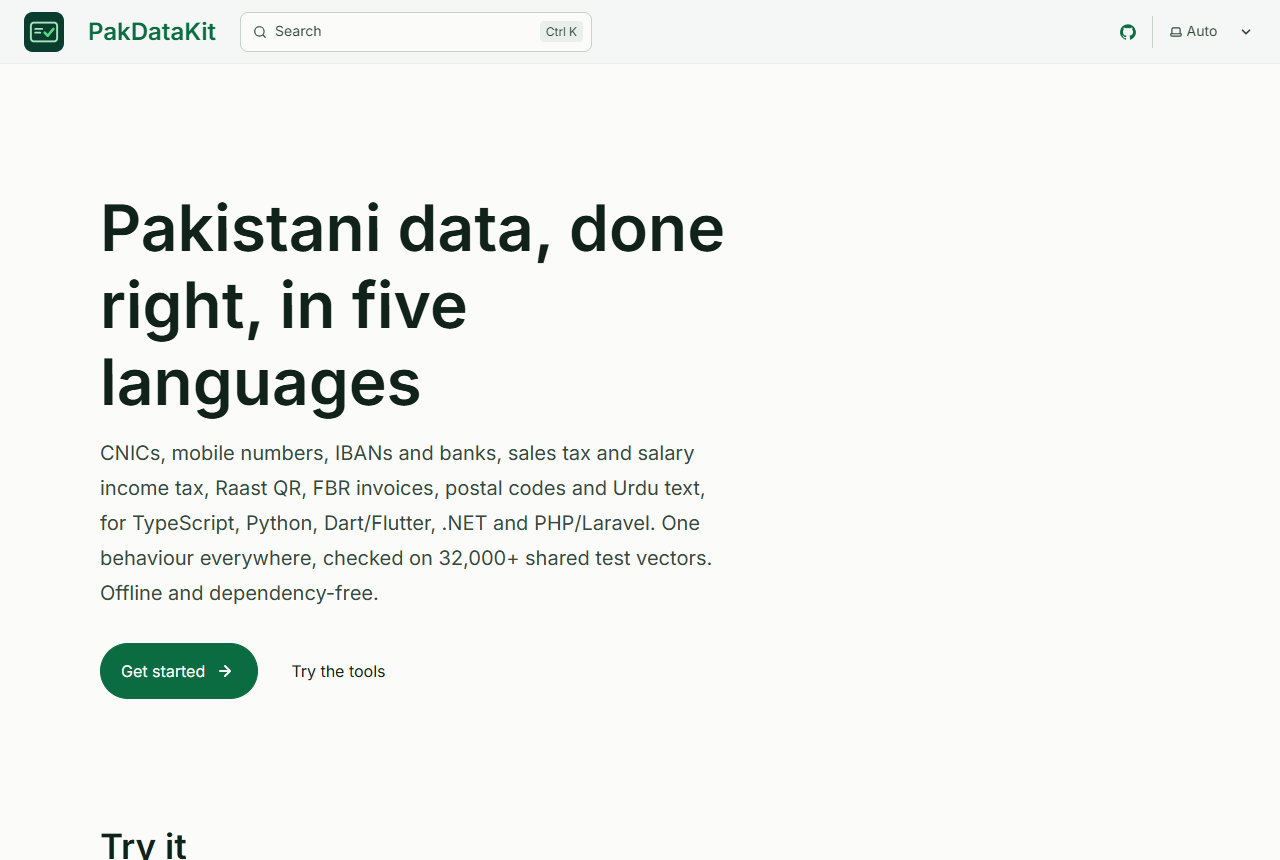 PakDataKit
Search
Ctrl K
Auto
Pakistani data, done
right, in five
languages
CNICs, mobile numbers, IBANs and banks, sales tax and salary
income tax, Raast QR, FBR invoices, postal codes and Urdu text,
for TypeScript, Python, Dart/Flutter, .NET and PHP/Laravel. One
behaviour everywhere, checked on 32,000+ shared test vectors.
Offline and dependency-free.
Get started
Try the tools
Try it